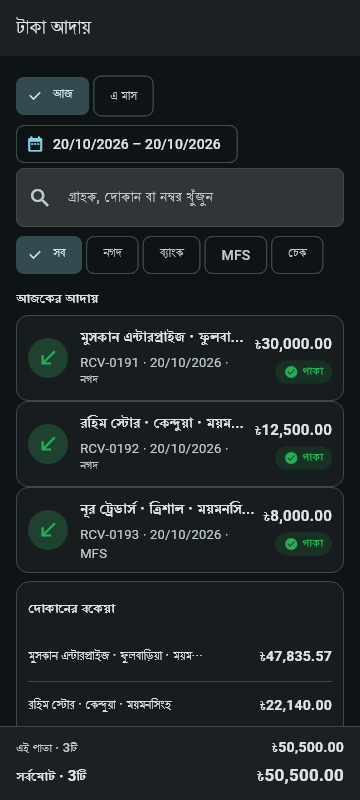 টাকা আদায়
আজ
এ মাস
20/10/2026 – 20/10/2026
গ্রাহক, দোকান বা নম্বর খুঁজুন
সব
নগদ
ব্যাংক
MFS
চেক
আজকের আদায়
মুসকান এন্টারপ্রাইজ · ফুলবা...
৳30,000.00
RCV-0191 · 20/10/2026 ·
নগদ
পাকা
রহিম স্টোর · কেন্দুয়া · ময়ম...
৳12,500.00
RCV-0192 · 20/10/2026 ·
নগদ
পাকা
নূর ট্রেডার্স · ত্রিশাল · ময়মনসি...
৳8,000.00
RCV-0193 · 20/10/2026 ·
MFS
পাকা
দোকানের বকেয়া
মুসকান এন্টারপ্রাইজ · ফুলবাড়িয়া · ময়ম...
৳47,835.57
রহিম স্টোর · কেন্দুয়া · ময়মনসিংহ
৳22,140.00
এই পাতা · 3টি
৳50,500.00
সর্বমোট · 3টি
৳50,500.00